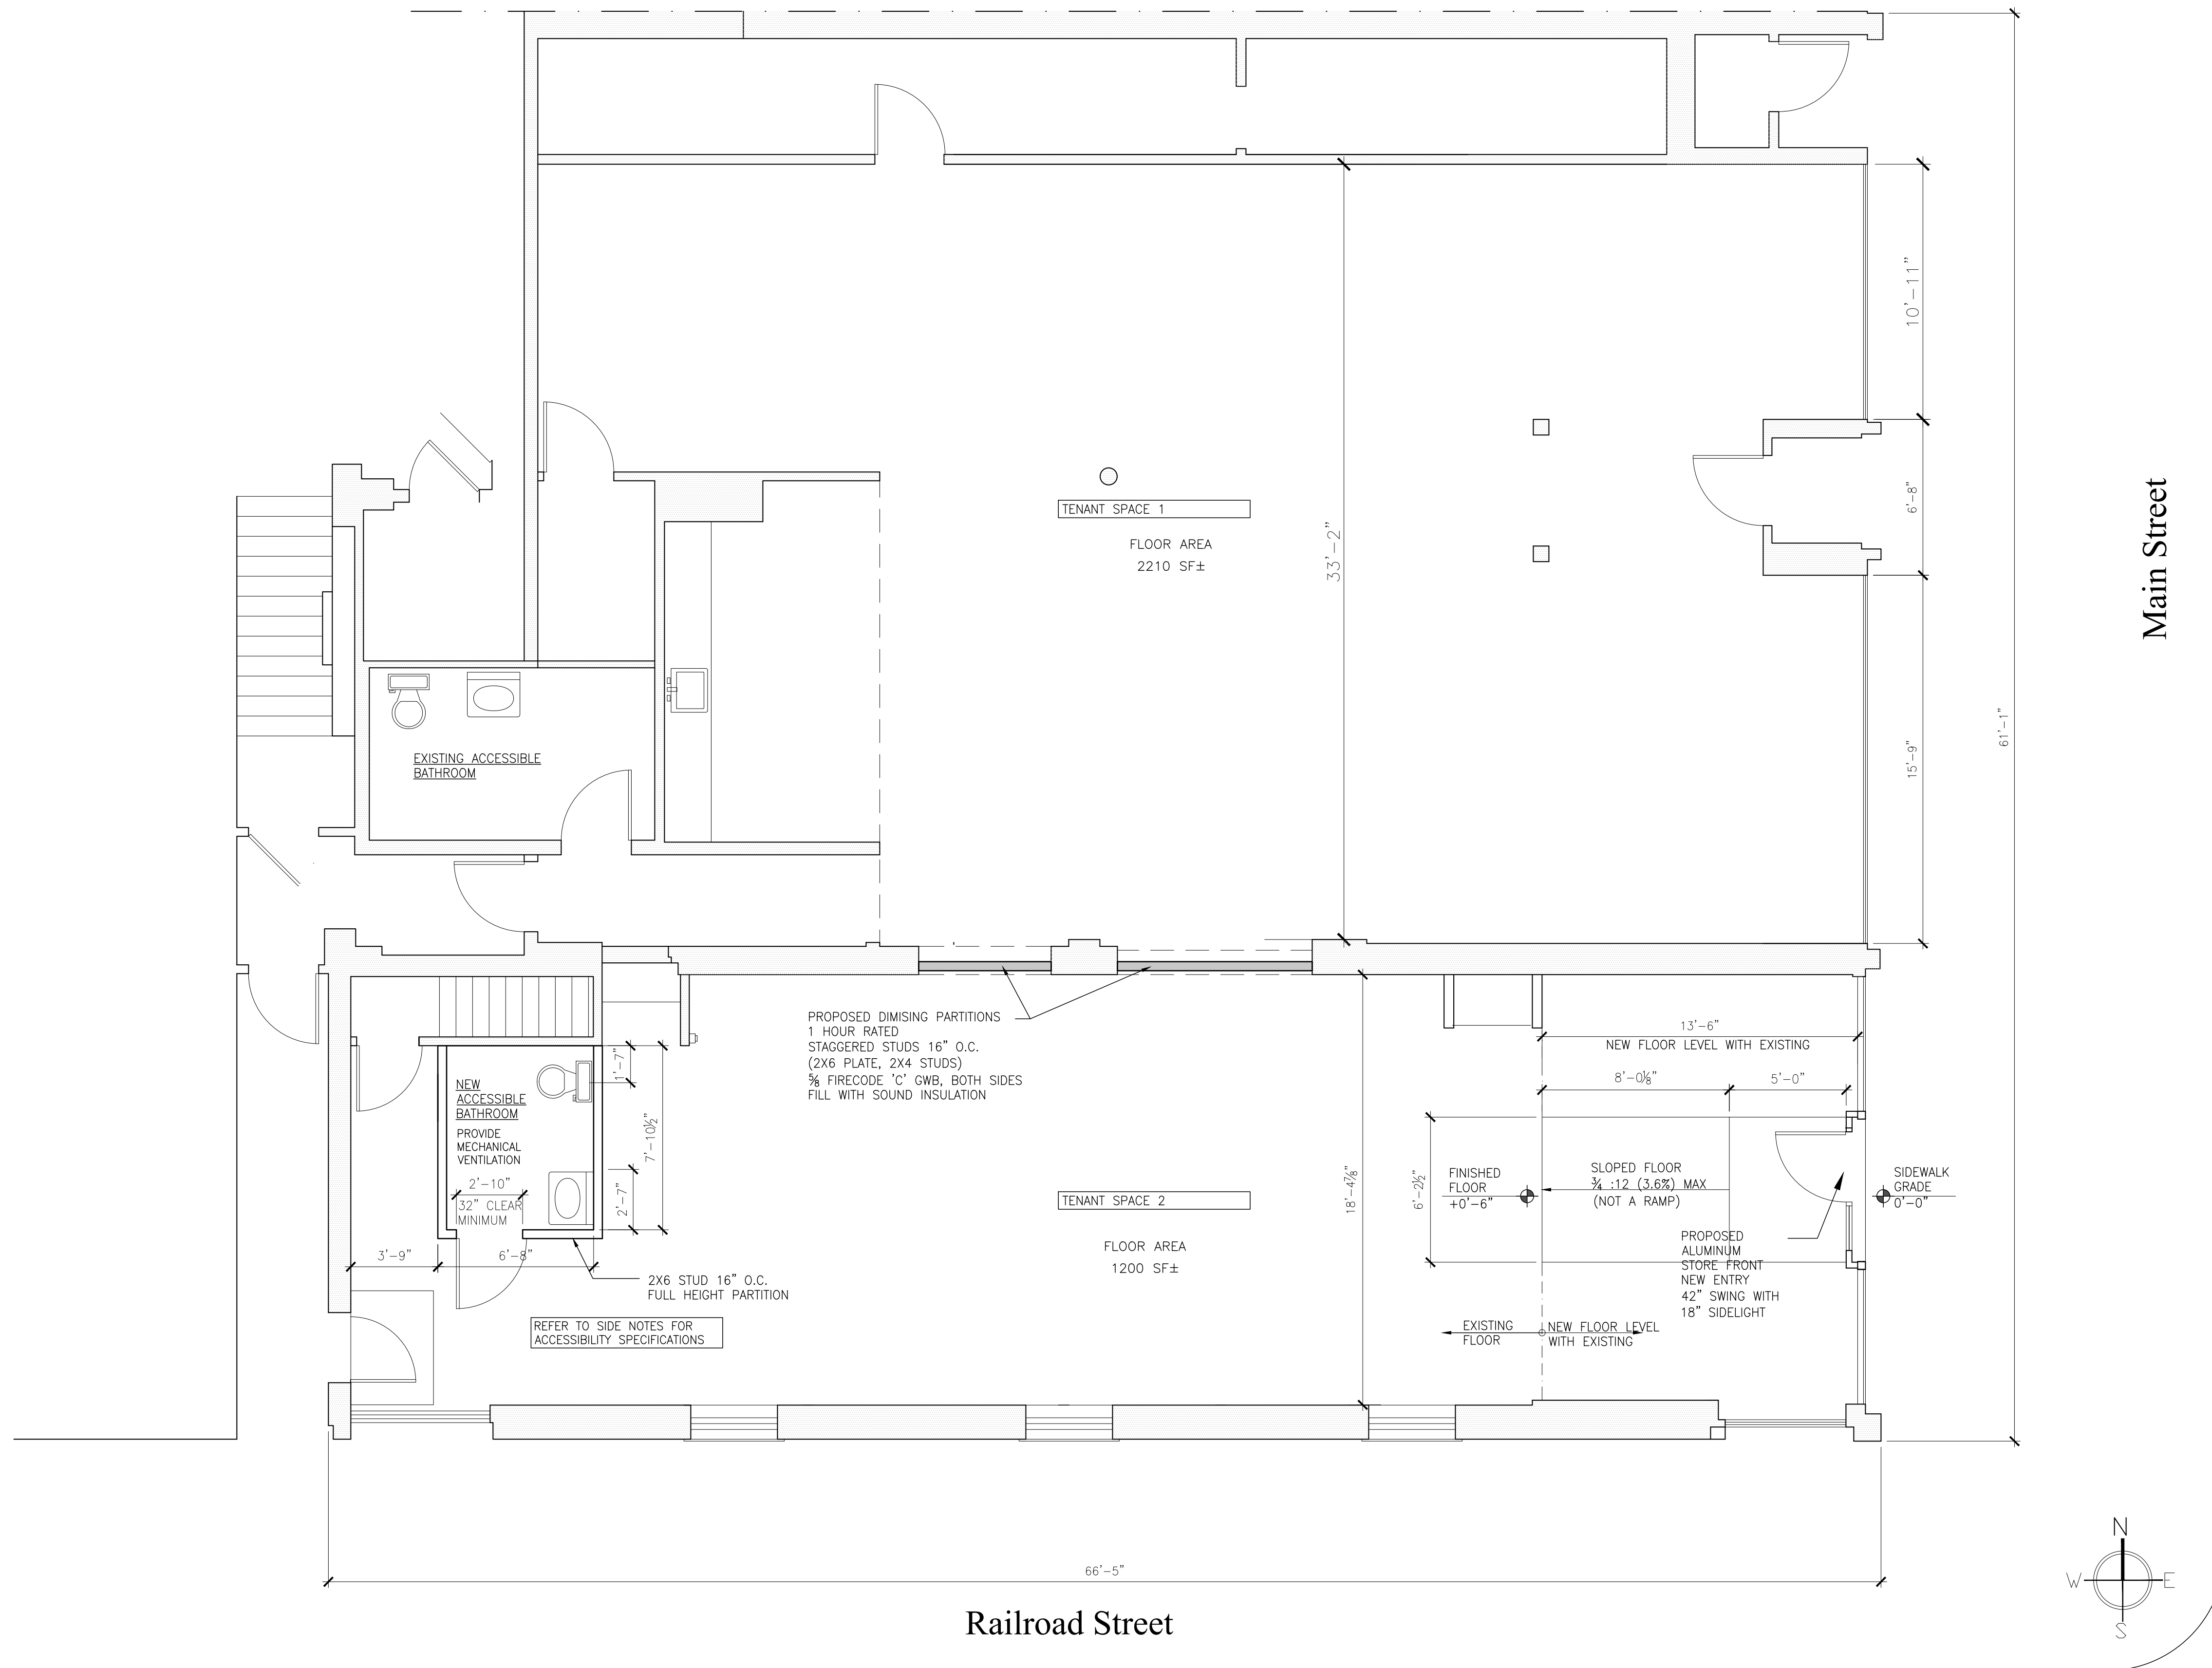 10'-11"
TENANT SPACE 1
FLOOR AREA
2210 SF±
33'-2"
6'-8"
Main Street
15'-9"
61'-1"
EXISTING ACCESSIBLE
BATHROOM
PROPOSED DIMISING PARTITIONS
1 HOUR RATED
STAGGERED STUDS 16" O.C.
(2X6 PLATE, 2X4 STUDS)
⅝ FIRECODE 'C' GWB, BOTH SIDES
FILL WITH SOUND INSULATION
13'-6"
NEW FLOOR LEVEL WITH EXISTING
8'-0⅛"
5'-0"
NEW
ACCESSIBLE
BATHROOM
PROVIDE
MECHANICAL
VENTILATION
2'-10"
32" CLEAR
MINIMUM
1'-7"
7'-10½"
2'-7"
3'-9"
6'-8"
2X6 STUD 16" O.C.
FULL HEIGHT PARTITION
REFER TO SIDE NOTES FOR
ACCESSIBILITY SPECIFICATIONS
TENANT SPACE 2
FLOOR AREA
1200 SF±
18'-4⅞"
6'-2½"
FINISHED
FLOOR
+0'-6"
SLOPED FLOOR
¾ :12 (3.6%) MAX
(NOT A RAMP)
SIDEWALK
GRADE
0'-0"
PROPOSED
ALUMINUM
STORE FRONT
NEW ENTRY
42" SWING WITH
18" SIDELIGHT
EXISTING
FLOOR
NEW FLOOR LEVEL
WITH EXISTING
66'-5"
Railroad Street
N
W
E
S